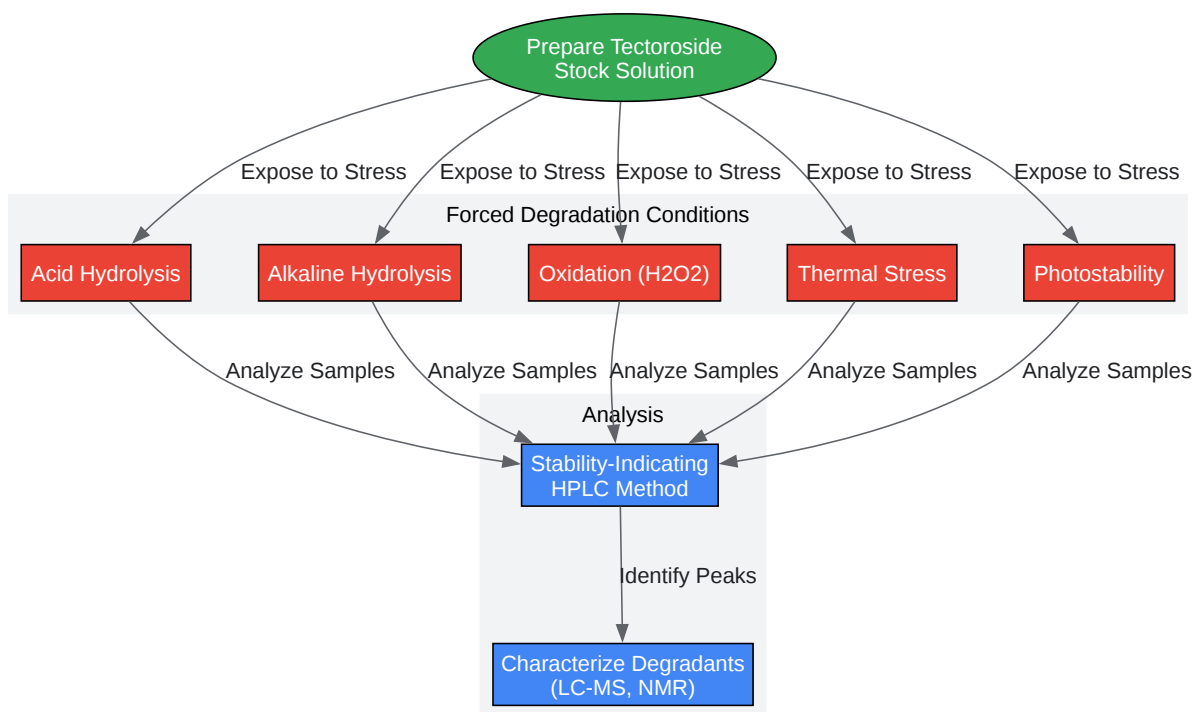 Prepare Tectoroside
Stock Solution
Expose to Stress
Expose to Stress
Expose to Stress
Expose to Stress
Expose to Stress
Forced Degradation Conditions
Acid Hydrolysis
Alkaline Hydrolysis
Oxidation (H2O2)
Thermal Stress
Photostability
Analyze Samples
Analyze Samples
Analyze Samples
Analyze Samples
Analyze Samples
Analysis
Stability-Indicating
HPLC Method
Identify Peaks
Characterize Degradants
(LC-MS, NMR)